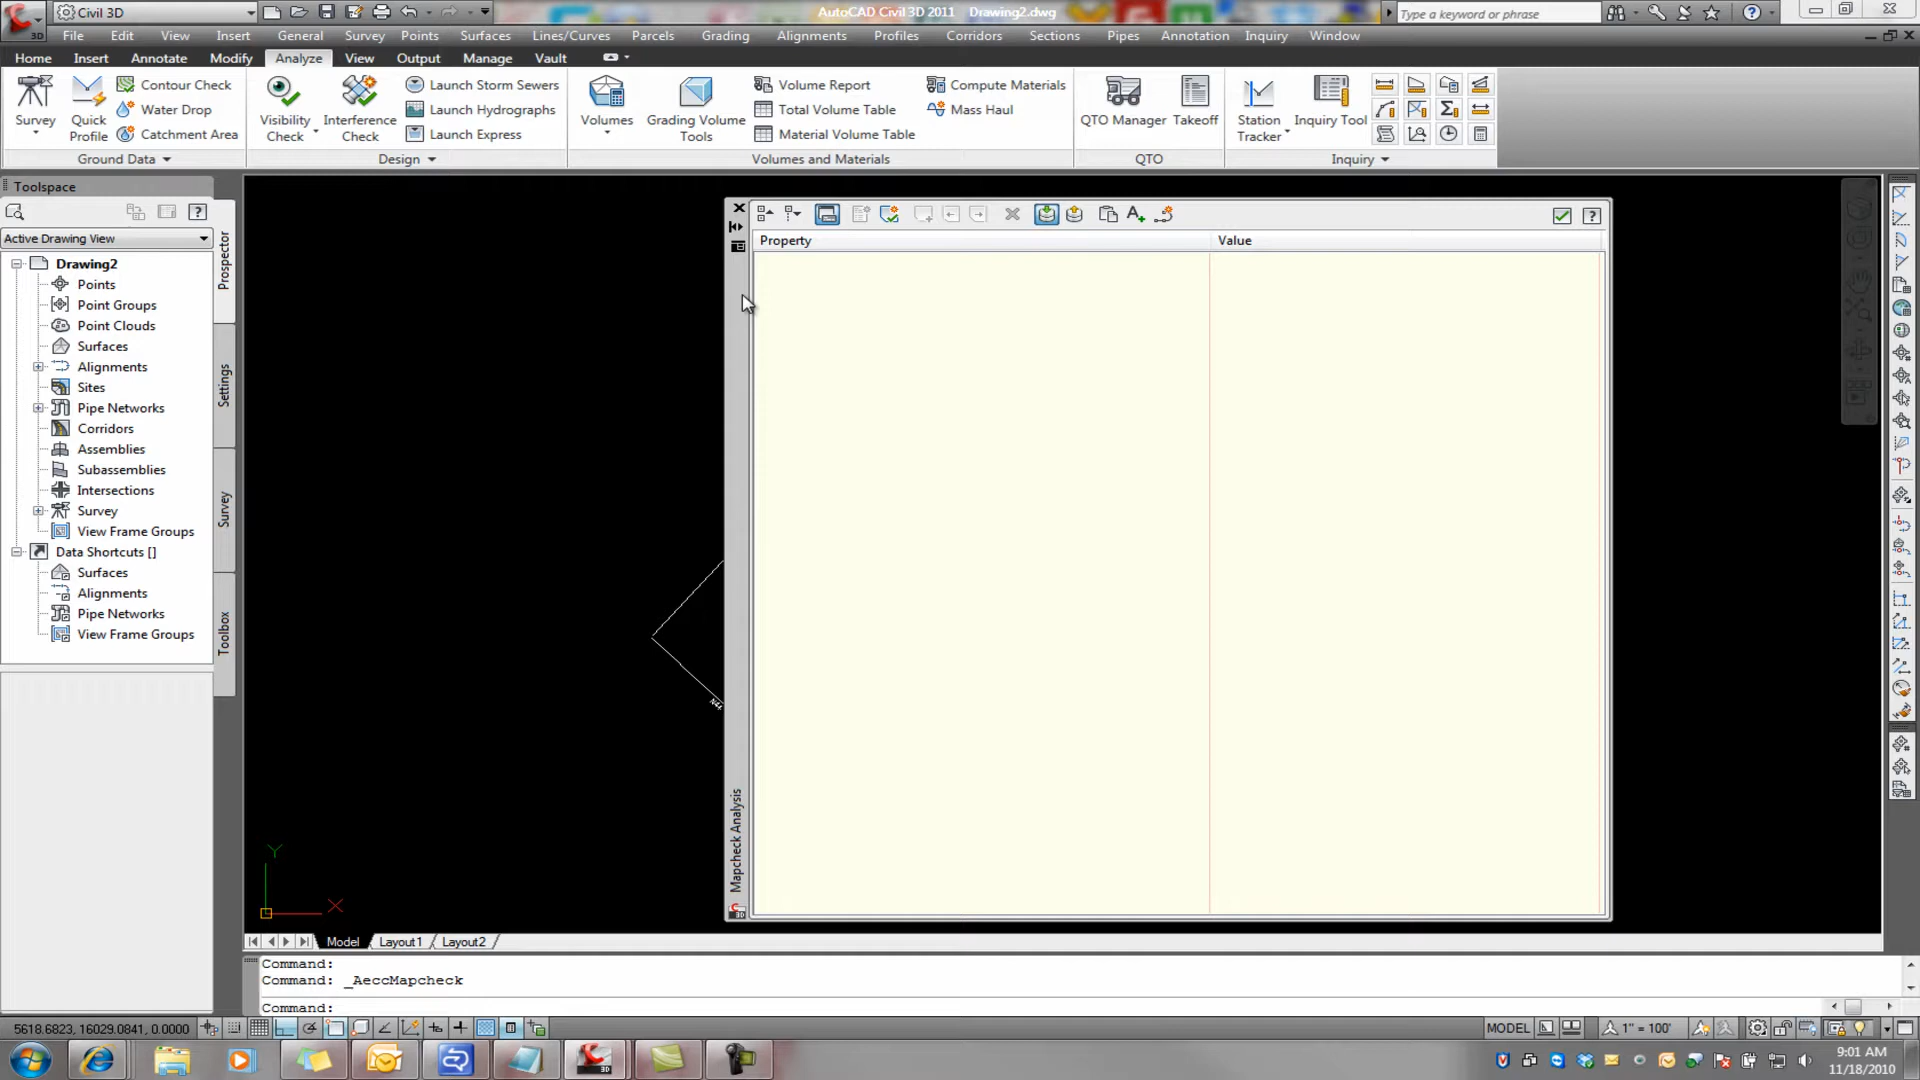 Civil 3D
AutoCAD Civil 3D 2011 Drawing2.dwg
Type a keyword or phrase
3D
File Edit View Insert General Survey Points Surfaces Lines/Curves Parcels Grading Alignments Profiles Corridors Sections Pipes Annotation Inquiry Window
Home Insert Annotate Modify Analyze View Output Manage Vault
Survey
Quick Profile
Contour Check
Water Drop
Catchment Area
Ground Data
Visibility Check
Interference Check
Launch Storm Sewers
Launch Hydrographs
Launch Express
Design
Volumes
Grading Volume Tools
Volume Report
Total Volume Table
Material Volume Table
Compute Materials
Mass Haul
Volumes and Materials
QTO Manager
Takeoff
QTO
Station Tracker
Inquiry Tool
Inquiry
Toolspace
Active Drawing View
Drawing2
Points
Point Groups
Point Clouds
Surfaces
Alignments
Sites
Pipe Networks
Corridors
Assemblies
Subassemblies
Intersections
Survey
View Frame Groups
Data Shortcuts []
Surfaces
Alignments
Pipe Networks
View Frame Groups
Prospector
Settings
Survey
Toolbox
Property Value
Mapcheck Analysis
3D
Y
X
Model Layout1 Layout2
Command:
Command: _AeccMapcheck
Command:
5618.6823, 16029.0841, 0.0000
MODEL
1" = 100'
9:01 AM
11/18/2010